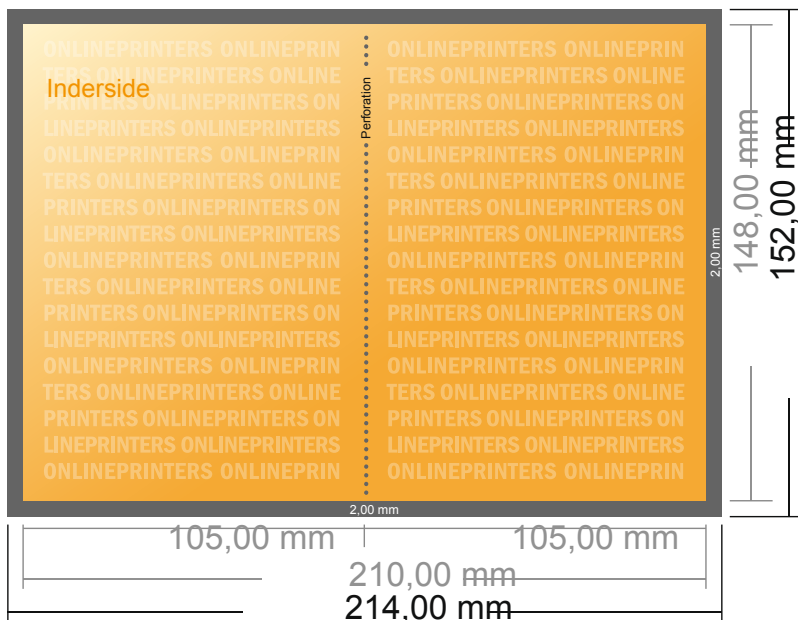 ONLINEPRINTERS ONLINEPRIN
TERS ONLINEPRINTERS ONLINE
PRINTERS ONLINEPRINTERS ON
LINEPRINTERS ONLINEPRINTERS
ONLINEPRINTERS ONLINEPRIN
TERS ONLINEPRINTERS ONLINE
PRINTERS ONLINEPRINTERS ON
LINEPRINTERS ONLINEPRINTERS
ONLINEPRINTERS ONLINEPRIN
TERS ONLINEPRINTERS ONLINE
PRINTERS ONLINEPRINTERS ON
LINEPRINTERS ONLINEPRINTERS
ONLINEPRINTERS ONLINEPRIN
TERS ONLINEPRINTERS ONLINE
PRINTERS ONLINEPRINTERS ON
LINEPRINTERS ONLINEPRINTERS
ONLINEPRINTERS ONLINEPRIN
Inderside
Perforation
ONLINEPRINTERS ONLINEPRIN
TERS ONLINEPRINTERS ONLINE
PRINTERS ONLINEPRINTERS ON
LINEPRINTERS ONLINEPRINTERS
ONLINEPRINTERS ONLINEPRIN
TERS ONLINEPRINTERS ONLINE
PRINTERS ONLINEPRINTERS ON
LINEPRINTERS ONLINEPRINTERS
ONLINEPRINTERS ONLINEPRIN
TERS ONLINEPRINTERS ONLINE
PRINTERS ONLINEPRINTERS ON
LINEPRINTERS ONLINEPRINTERS
ONLINEPRINTERS ONLINEPRIN
TERS ONLINEPRINTERS ONLINE
PRINTERS ONLINEPRINTERS ON
LINEPRINTERS ONLINEPRINTERS
ONLINEPRINTERS ONLINEPRIN
2,00 mm
148,00 mm
152,00 mm
2,00 mm
105,00 mm
105,00 mm
210,00 mm
214,00 mm